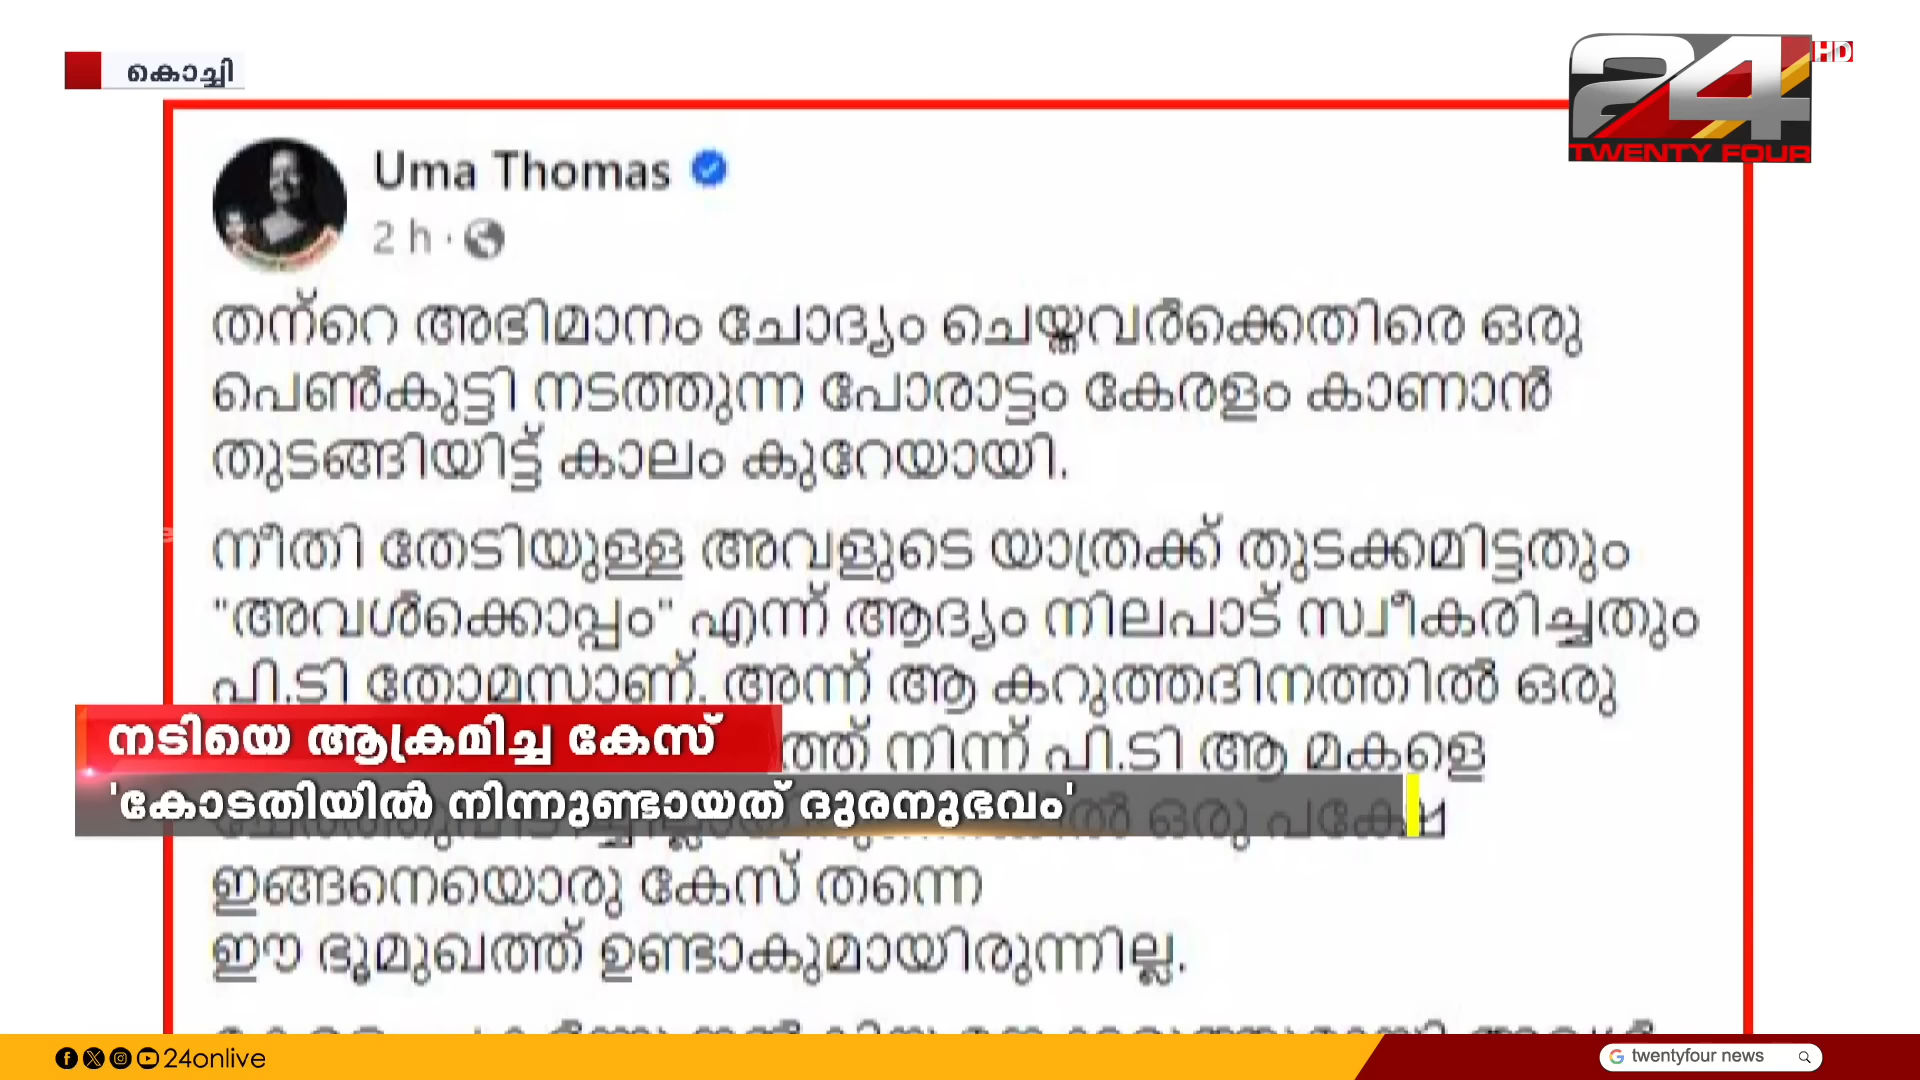 കൊച്ചി
24 HD
TWENTY FOUR
Uma Thomas
2 h ·
തന്റെ അഭിമാനം ചോദ്യം ചെയ്തവർക്കെതിരെ ഒരു
പെൺകുട്ടി നടത്തുന്ന പോരാട്ടം കേരളം കാണാൻ
തുടങ്ങിയിട്ട് കാലം കുറേയായി.
നീതി തേടിയുള്ള അവളുടെ യാത്രക്ക് തുടക്കമിട്ടതും
"അവൾക്കൊപ്പം" എന്ന് ആദ്യം നിലപാട് സ്വീകരിച്ചതും
പി.ടി തോമസാണ്. അന്ന് ആ കറുത്തദിനത്തിൽ ഒരു
നിന്ന് പി.ടി ആ മകളെ
നടിയെ ആക്രമിച്ച കേസ്
'കോടതിയിൽ നിന്നുണ്ടായത് ദുരനുഭവം'
ഒരു പക്ഷേ
ഇങ്ങനെയൊരു കേസ് തന്നെ
ഈ ഭൂമുഖത്ത് ഉണ്ടാകുമായിരുന്നില്ല.
24onlive
twentyfour news